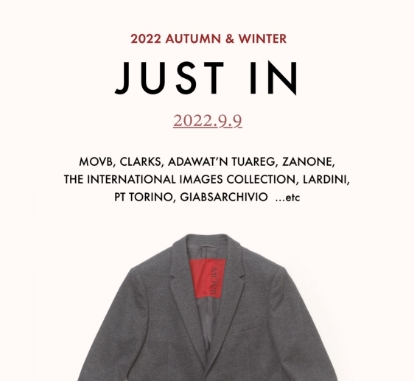 2022 AUTUMN & WINTER
JUST IN
2022.9.9
MOVB, CLARKS, ADAWAT'N TUAREG, ZANONE,
THE INTERNATIONAL IMAGES COLLECTION, LARDINI,
PT TORINO, GIABSARCHIVIO ...etc